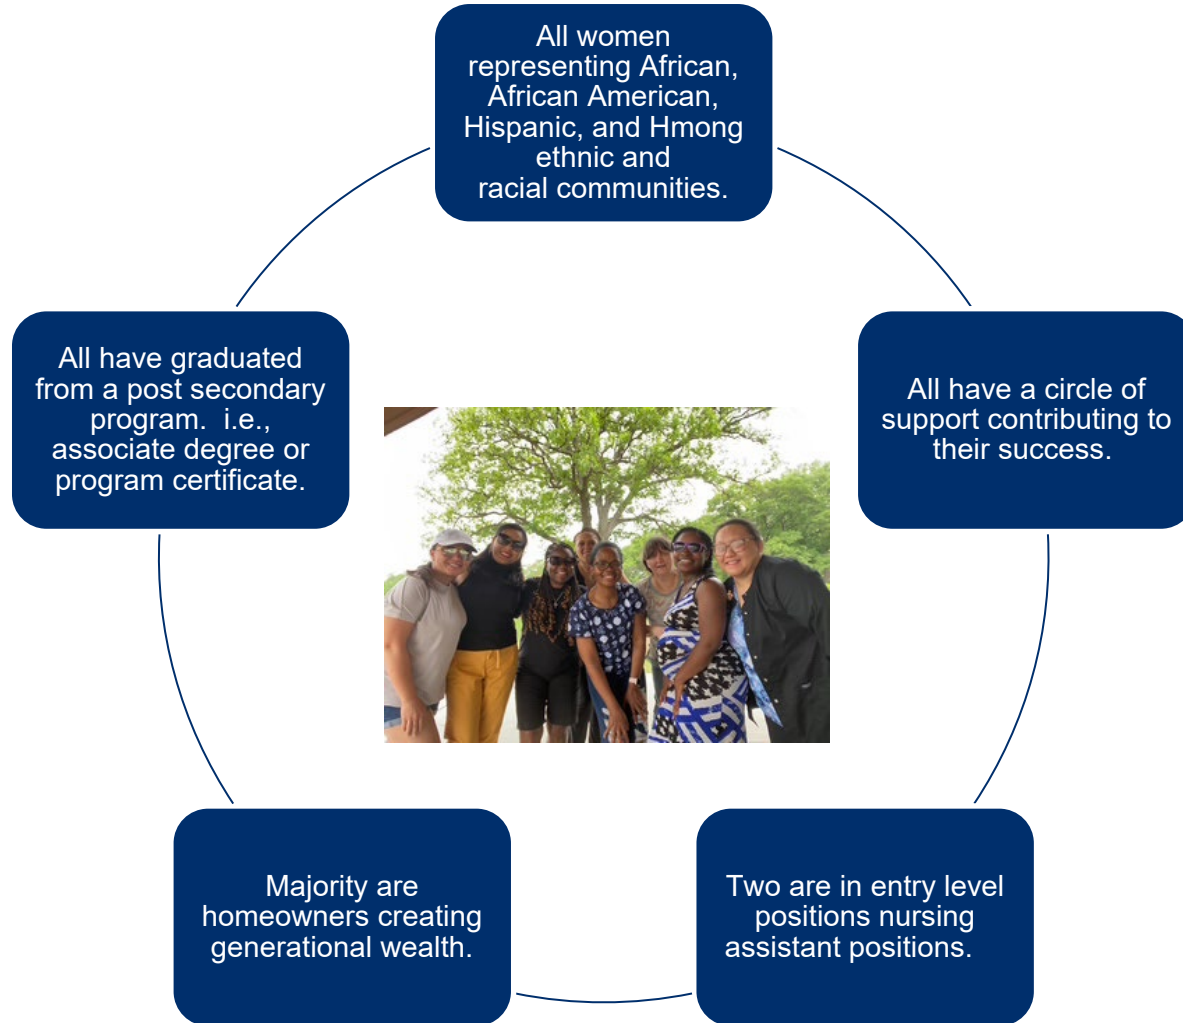 All women
representing African,
African American,
Hispanic, and Hmong
ethnic and
racial communities.
All have a circle of
support contributing to
their success.
Two are in entry level
positions nursing
assistant positions.
Majority are
homeowners creating
generational wealth.
All have graduated
from a post secondary
program.  i.e.,
associate degree or
program certificate.